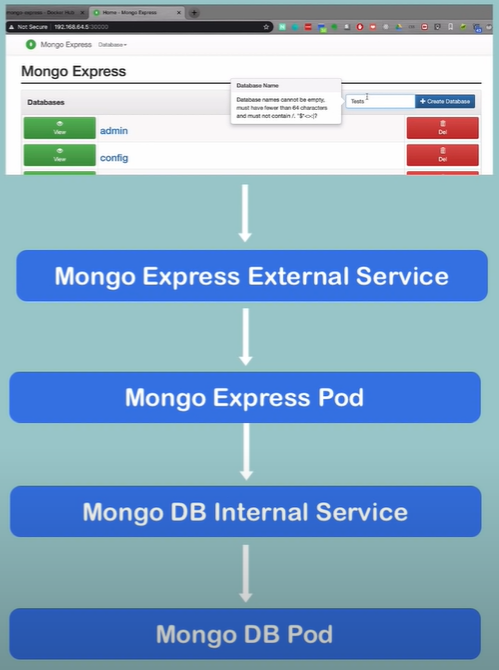 mongo-express - Docker Hub
Home - Mongo Express
Not Secure | 192.168.64.5:30000
Mongo Express Database
Mongo Express
Databases
Database Name
Database names cannot be empty,
must have fewer than 64 characters
and must not contain /. "$*<>:|?
Tests
+ Create Database
View
admin
Del
View
config
Del
Mongo Express External Service
Mongo Express Pod
Mongo DB Internal Service
Mongo DB Pod